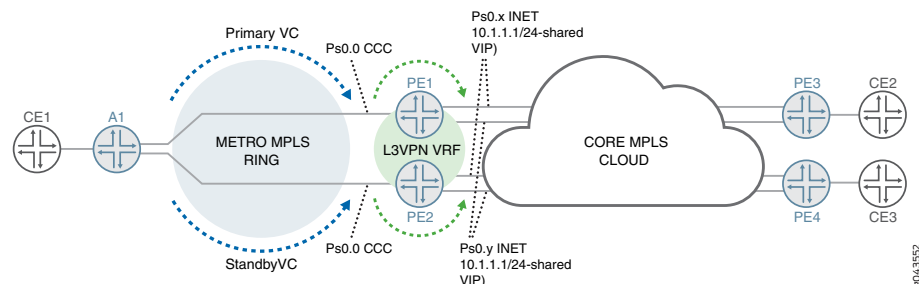 Ps0.x INET
10.1.1.1/24-shared
VIP)
Primary VC
Ps0.0 CCC
CE1
A1
PE1
PE3
CE2
METRO MPLS
RING
L3VPN VRF
CORE MPLS
CLOUD
PE2
PE4
CE3
Ps0.0 CCC
StandbyVC
Ps0.y INET
10.1.1.1/24-shared
VIP)
g043552